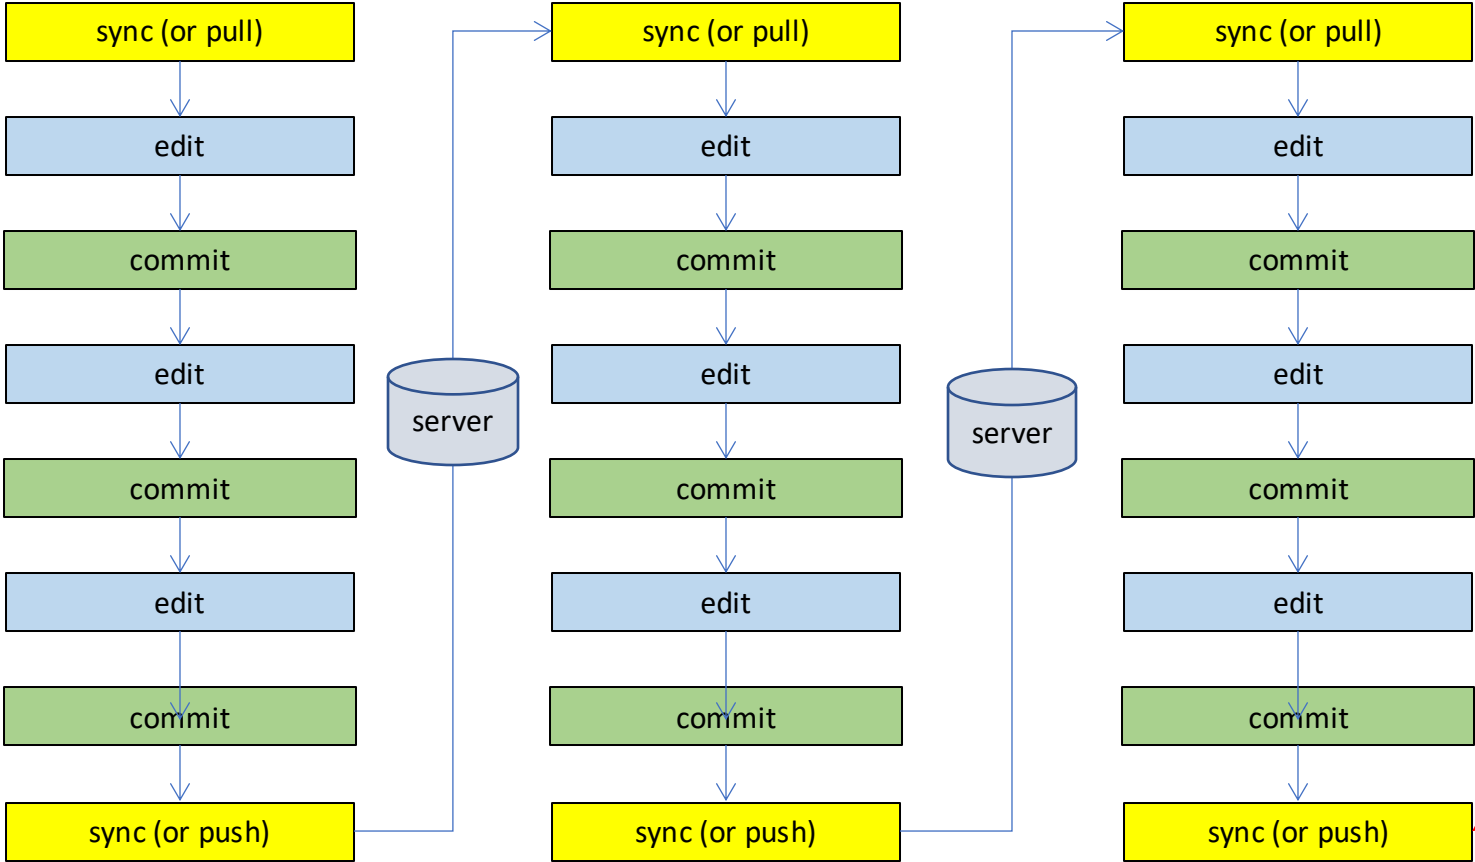 sync (or pull)
edit
commit
edit
commit
edit
commit
sync (or push)
server
sync (or pull)
edit
commit
edit
commit
edit
commit
sync (or push)
server
sync (or pull)
edit
commit
edit
commit
edit
commit
sync (or push)